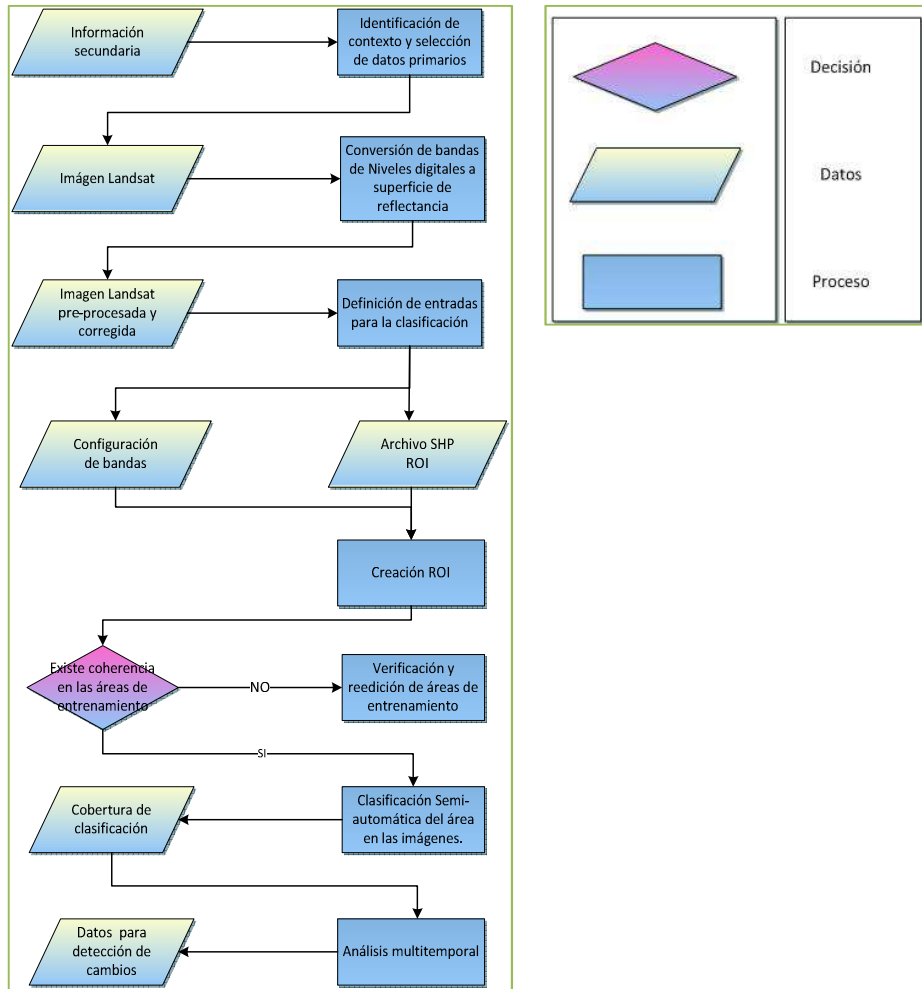 Información
secundaria
Identificación de
contexto y selección
de datos primarios
Imágen Landsat
Conversión de bandas
de Niveles digitales a
superficie de
reflectancia
Imagen Landsat
pre-procesada y
corregida
Definición de entradas
para la clasificación
Configuración
de bandas
Archivo SHP
ROI
Creación ROI
Existe coherencia
en las áreas de
entrenamiento
NO
Verificación y
reedición de áreas de
entrenamiento
SI
Clasificación Semi-
automática del área
en las imágenes.
Cobertura de
clasificación
Análisis multitemporal
Datos para
detección de
cambios
Decisión
Datos
Proceso